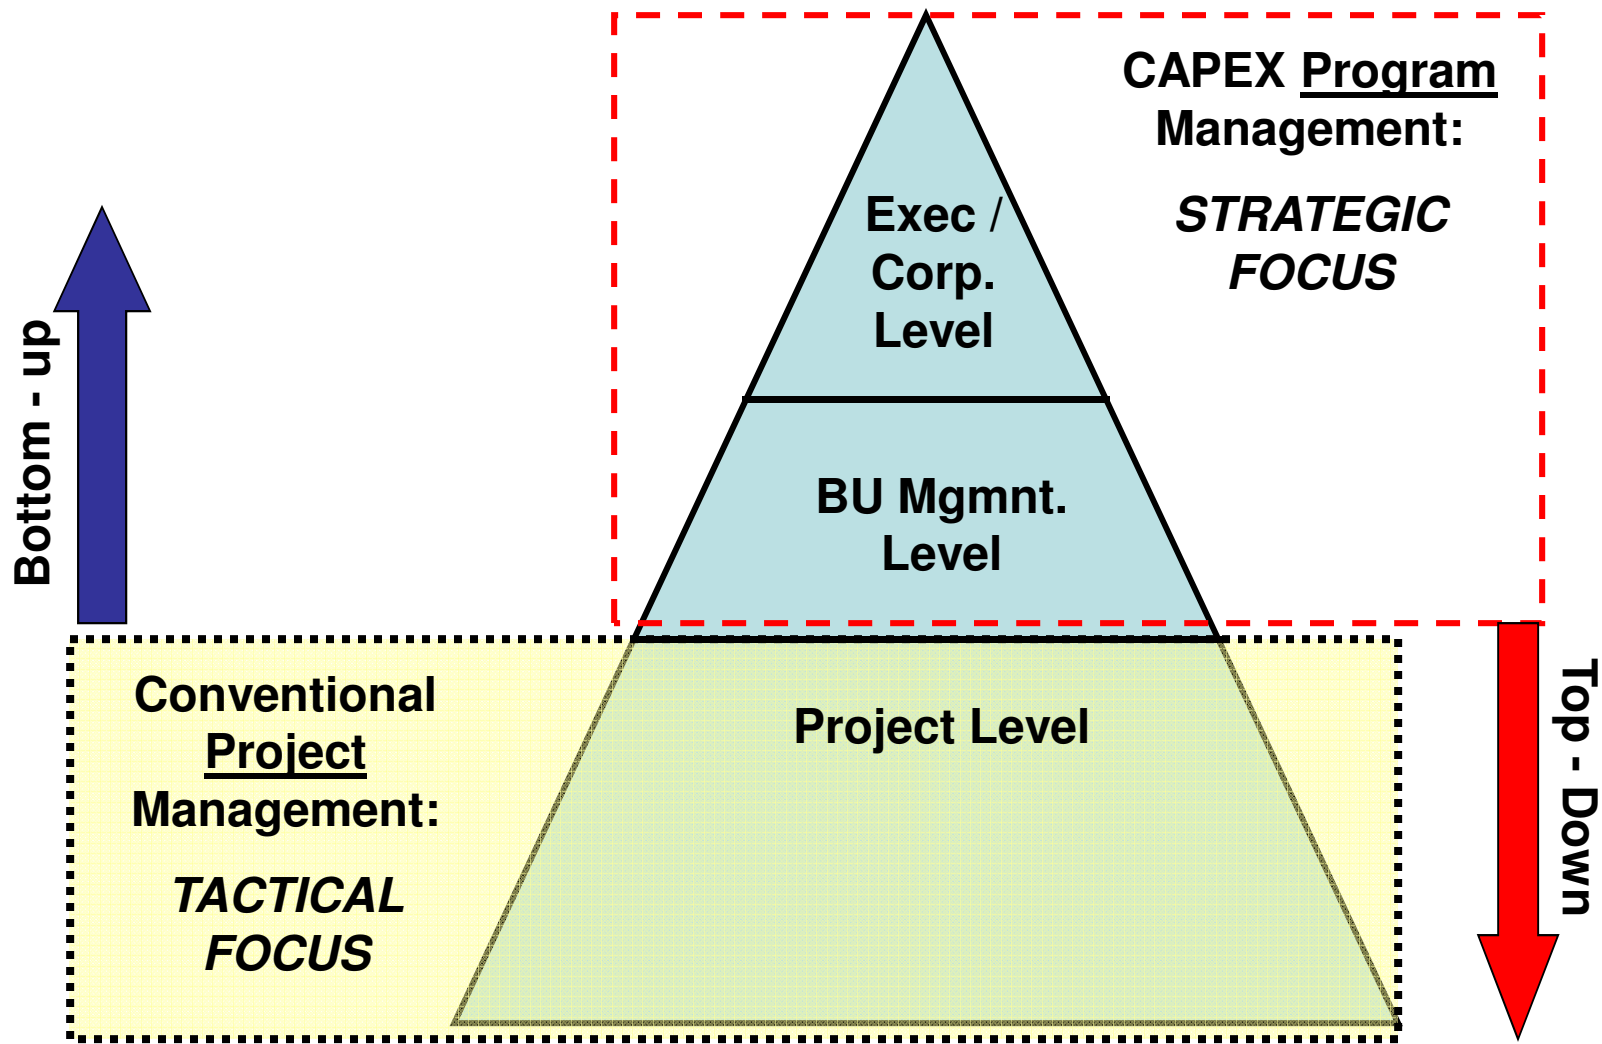 CAPEX Program
Management:
STRATEGIC
FOCUS
Exec /
Corp.
Level
BU Mgmnt.
Level
Bottom - up
Conventional
Project
Management:
TACTICAL
FOCUS
Project Level
Top - Down